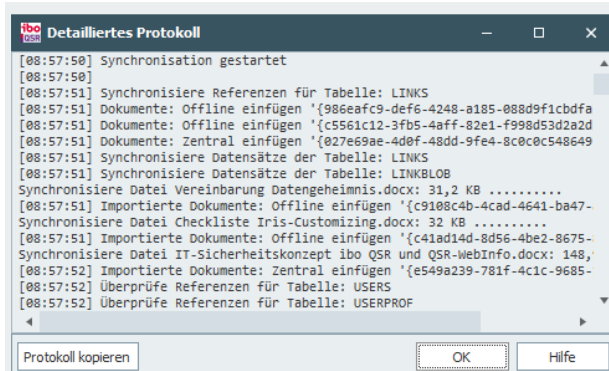 ibo
QSR
Detailliertes Protokoll
[08:57:50] Synchronisation gestartet
[08:57:50]
[08:57:51] Synchronisiere Referenzen für Tabelle: LINKS
[08:57:51] Dokumente: Offline einfügen '{986eafc9-def6-4248-a185-088d9f1cbdfa
[08:57:51] Dokumente: Offline einfügen '{c5561c12-3fb5-4aff-82e1-f998d53d2a2d
[08:57:51] Dokumente: Zentral einfügen '{027e69ae-4d0f-48dd-9fe4-8c0c0c548649
[08:57:51] Synchronisiere Datensätze der Tabelle: LINKS
[08:57:51] Synchronisiere Datensätze der Tabelle: LINKBLOB
Synchronisiere Datei Vereinbarung Datengeheimnis.docx: 31,2 KB ..........
[08:57:51] Importierte Dokumente: Offline einfügen '{c9108c4b-4cad-4641-ba47-
Synchronisiere Datei Checkliste Iris-Customizing.docx: 32 KB ..........
[08:57:51] Importierte Dokumente: Offline einfügen '{c41ad14d-8d56-4be2-8675-
Synchronisiere Datei IT-Sicherheitskonzept ibo QSR und QSR-WebInfo.docx: 148,
[08:57:52] Importierte Dokumente: Zentral einfügen '{e549a239-781f-4c1c-9685-
[08:57:52] Überprüfe Referenzen für Tabelle: USERS
[08:57:52] Überprüfe Referenzen für Tabelle: USERPROF
Protokoll kopieren
OK
Hilfe